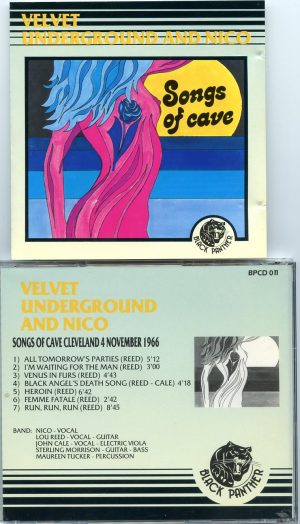 VELVET
UNDERGROUND AND NICO
Songs
of cave
BLACK PANTHER
BPCD 011
VELVET
UNDERGROUND
AND NICO
SONGS OF CAVE CLEVELAND 4 NOVEMBER 1966
1) ALL TOMORROW'S PARTIES (REED) 5'12
2) I'M WAITING FOR THE MAN (REED) 3'00
3) VENUS IN FURS (REED) 4'43
4) BLACK ANGEL'S DEATH SONG (REED - CALE) 4'18
5) HEROIN (REED) 6'42
6) FEMME FATALE (REED) 2'42
7) RUN, RUN, RUN (REED) 8'45
BAND: NICO - VOCAL
LOU REED - VOCAL - GUITAR
JOHN CALE - VOCAL - ELECTRIC VIOLA
STERLING MORRISON - GUITAR - BASS
MAUREEN TUCKER - PERCUSSION
BLACK PANTHER